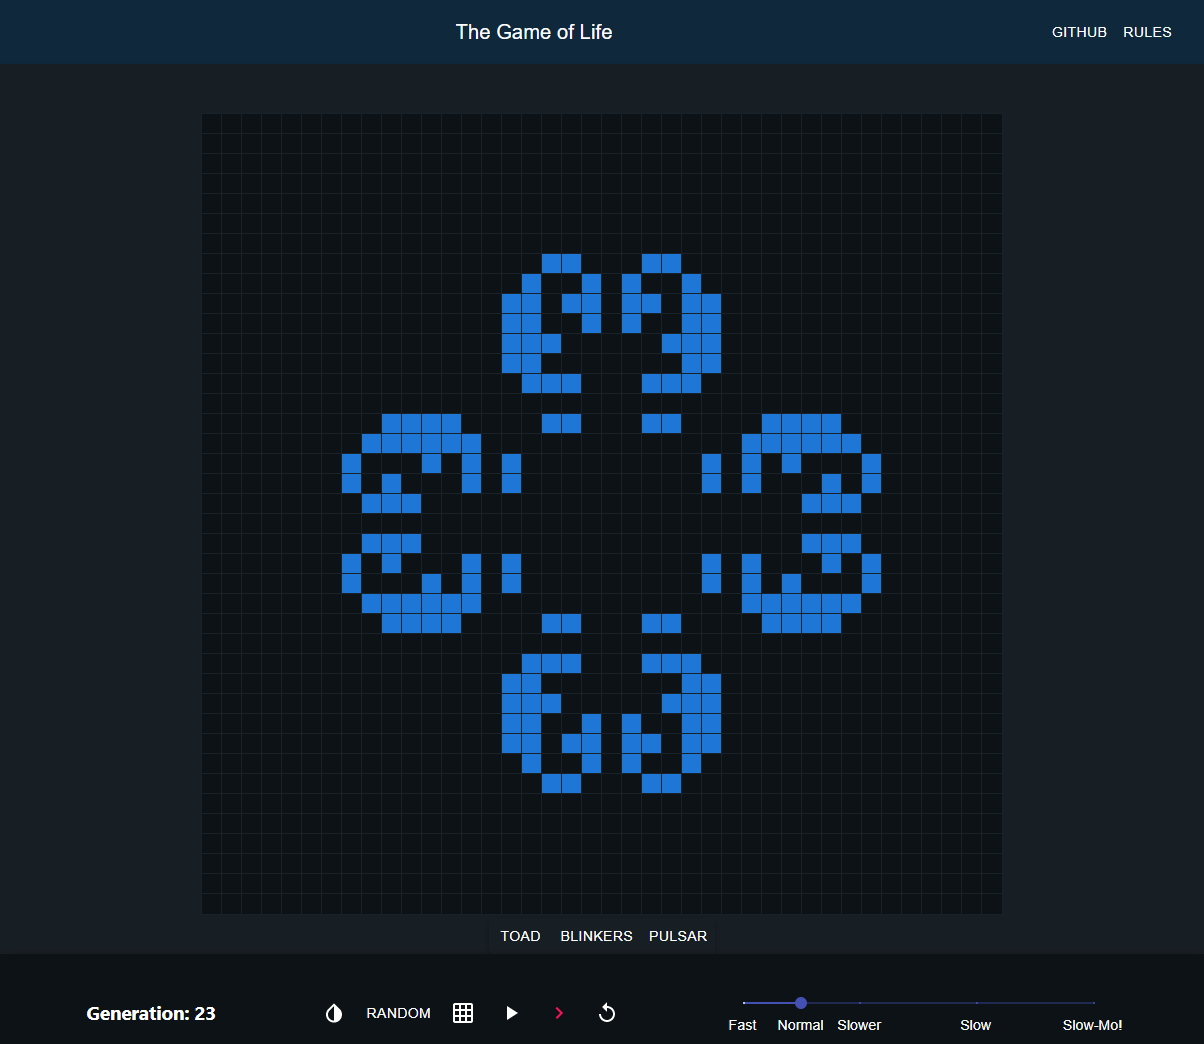 The Game of Life
GITHUB RULES
TOAD BLINKERS PULSAR
Generation: 23
RANDOM
Fast Normal Slower Slow Slow-Mo!